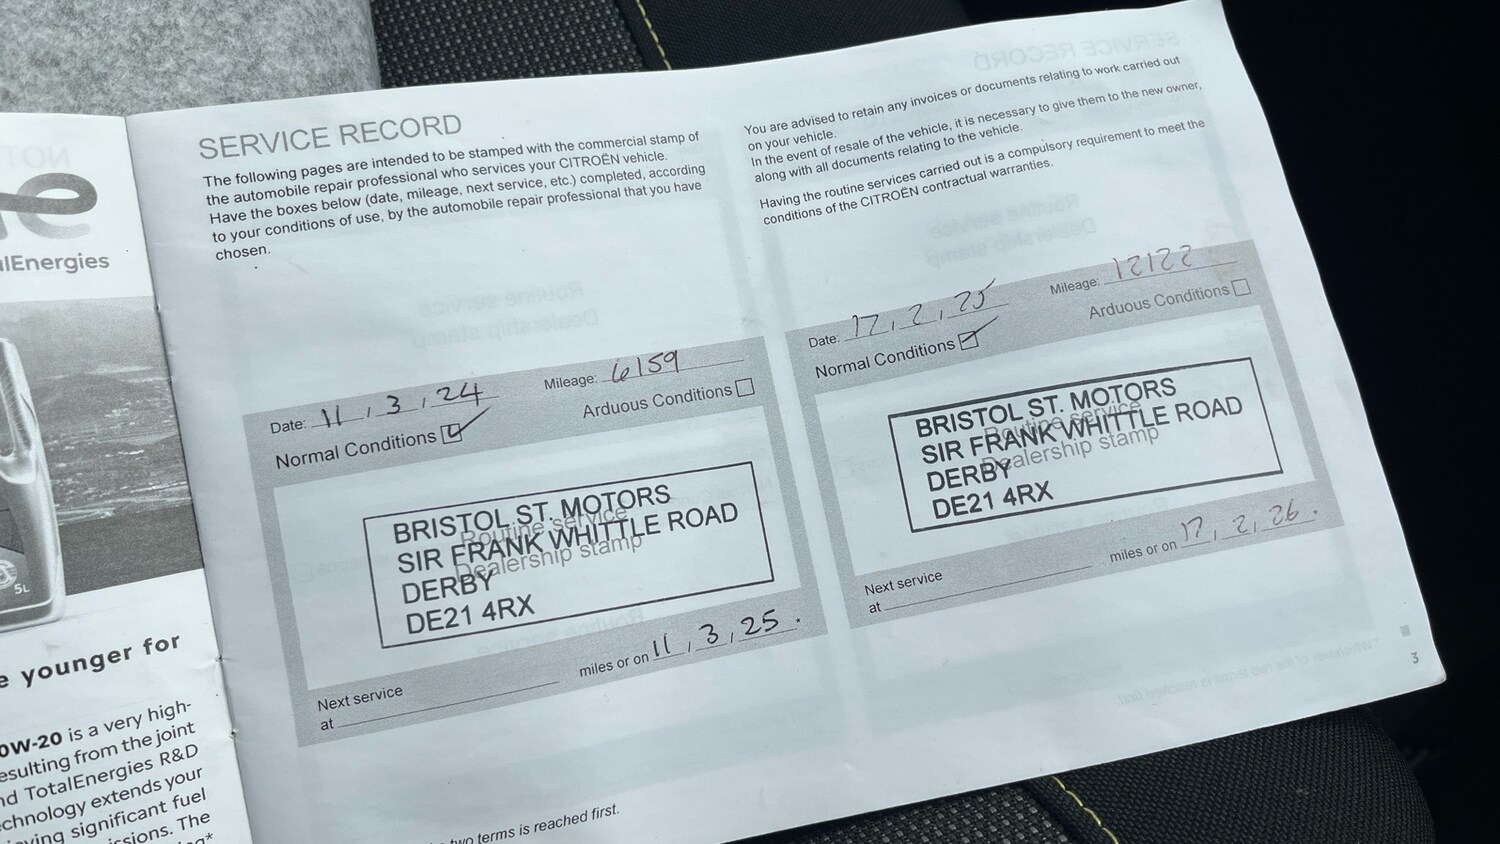 alEnergies
5L
e younger for
0W-20 is a very high-
esulting from the joint
nd TotalEnergies R&D
chnology extends your
ving significant fuel
ssions. The
SERVICE RECORD
The following pages are intended to be stamped with the commercial stamp of
the automobile repair professional who services your CITROËN vehicle.
Have the boxes below (date, mileage, next service, etc.) completed, according
to your conditions of use, by the automobile repair professional that you have
chosen.
Date: 11, 3, 24 Mileage: 6159
Normal Conditions Arduous Conditions
Routine service
Dealership stamp
BRISTOL ST. MOTORS
SIR FRANK WHITTLE ROAD
DERBY
DE21 4RX
Next service
at miles or on 11, 3, 25.
two terms is reached first.
You are advised to retain any invoices or documents relating to work carried out
on your vehicle.
In the event of resale of the vehicle, it is necessary to give them to the new owner,
along with all documents relating to the vehicle.
Having the routine services carried out is a compulsory requirement to meet the
conditions of the CITROËN contractual warranties.
Date: 17, 2, 25 Mileage: 12122
Normal Conditions Arduous Conditions
Routine service
Dealership stamp
BRISTOL ST. MOTORS
SIR FRANK WHITTLE ROAD
DERBY
DE21 4RX
Next service
at miles or on 17, 2, 26.
3